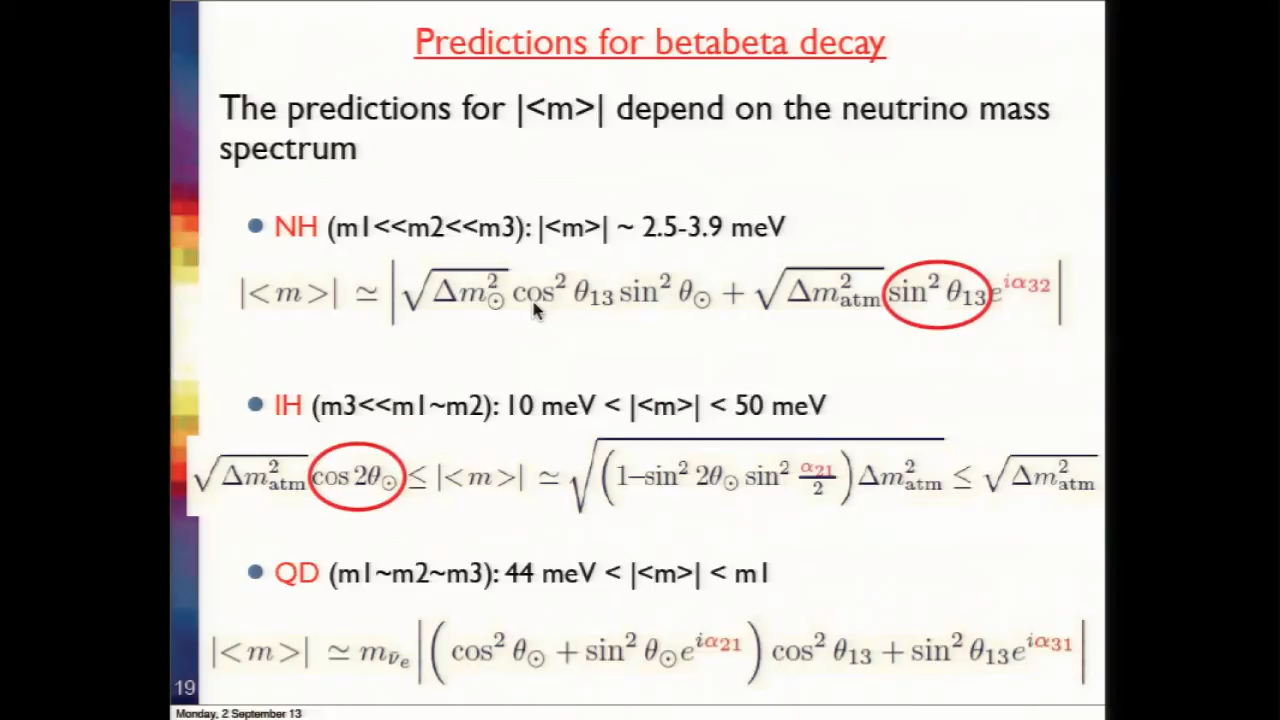 Predictions for betabeta decay
The predictions for |<m>| depend on the neutrino mass
spectrum
NH (m1<<m2<<m3): |<m>| ~ 2.5-3.9 meV
|<m>| ≃ |√Δm²⊙ cos² θ₁₃ sin² θ⊙ + √Δm²atm sin² θ₁₃ e^{iα₃₂}|
IH (m3<<m1~m2): 10 meV < |<m>| < 50 meV
√Δm²atm cos 2θ⊙ ≤ |<m>| ≃ √((1–sin² 2θ⊙ sin² α₂₁/2) Δm²atm) ≤ √Δm²atm
QD (m1~m2~m3): 44 meV < |<m>| < m1
|<m>| ≃ m_{ν̄e} |(cos² θ⊙ + sin² θ⊙ e^{iα₂₁}) cos² θ₁₃ + sin² θ₁₃ e^{iα₃₁}|
19
Monday, 2 September 13